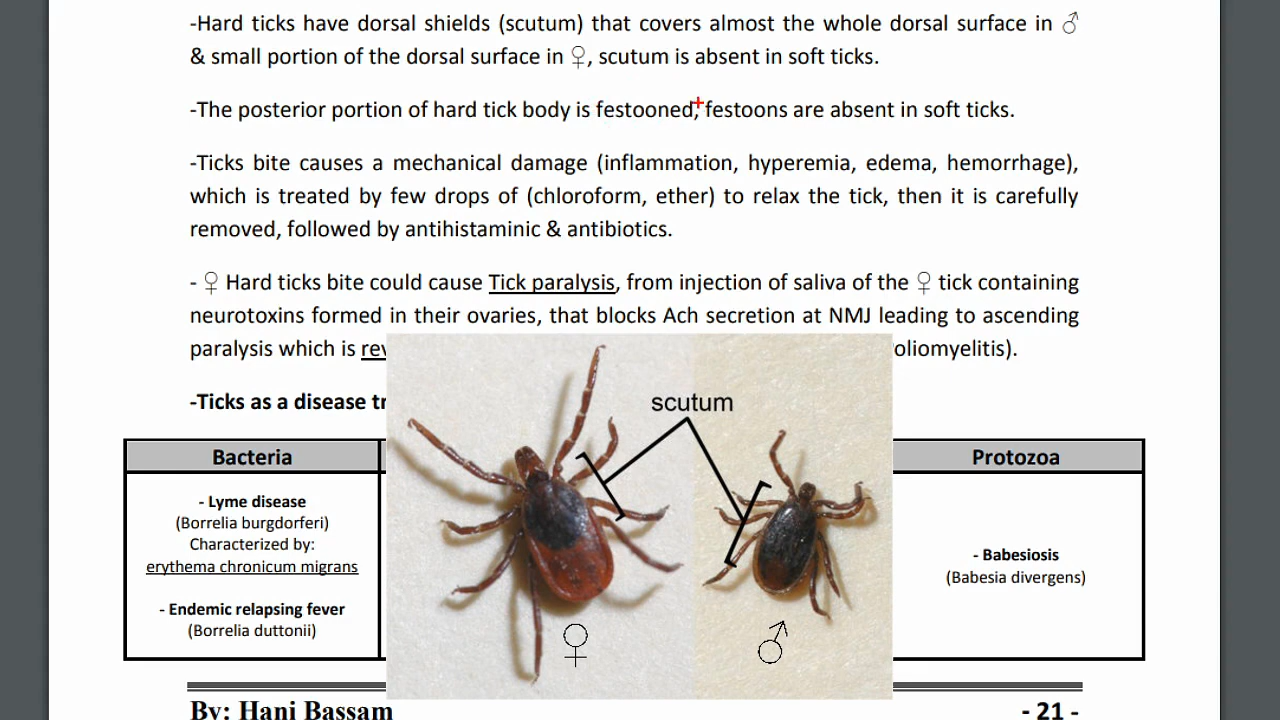 -Hard ticks have dorsal shields (scutum) that covers almost the whole dorsal surface in ♂
& small portion of the dorsal surface in ♀, scutum is absent in soft ticks.
-The posterior portion of hard tick body is festooned, festoons are absent in soft ticks.
-Ticks bite causes a mechanical damage (inflammation, hyperemia, edema, hemorrhage),
which is treated by few drops of (chloroform, ether) to relax the tick, then it is carefully
removed, followed by antihistaminic & antibiotics.
- ♀ Hard ticks bite could cause Tick paralysis, from injection of saliva of the ♀ tick containing
neurotoxins formed in their ovaries, that blocks Ach secretion at NMJ leading to ascending
paralysis which is oliomyelitis).
-Ticks as a disease
scutum
♀
♂
Bacteria
- Lyme disease
(Borrelia burgdorferi)
Characterized by:
erythema chronicum migrans
- Endemic relapsing fever
(Borrelia duttonii)
Protozoa
- Babesiosis
(Babesia divergens)
By: Hani Bassam
- 21 -